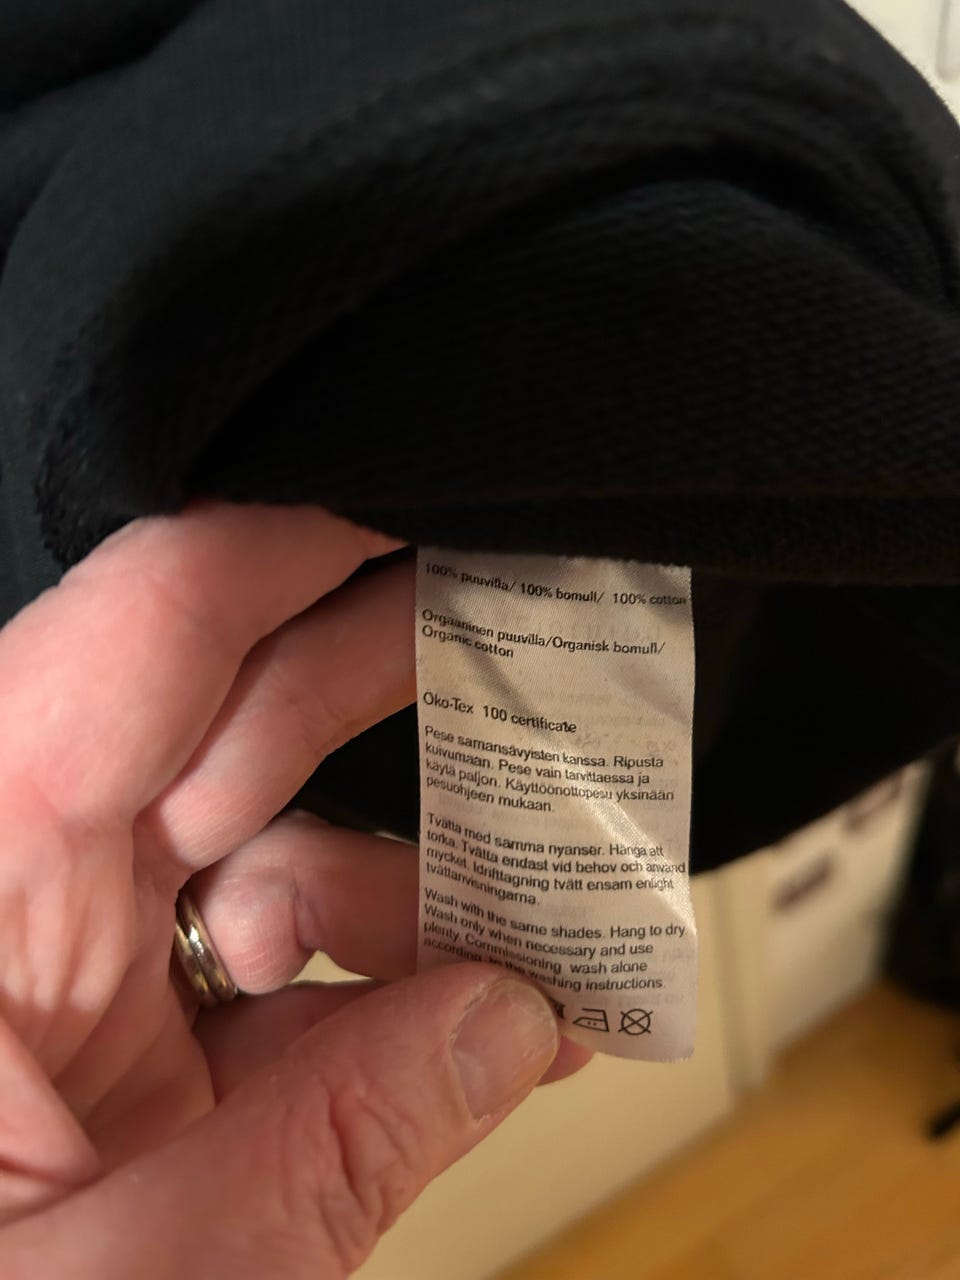 100% puuvilla/ 100% bomull/ 100% cotton
Orgaaninen puuvilla/Organisk bomull/
Organic cotton
Öko-Tex 100 certificate
Pese samansävyisten kanssa. Ripusta
kuivumaan. Pese vain tarvittaessa ja
käytä paljon. Käyttöönottopesu yksinään
pesuohjeen mukaan.
Tvätta med samma nyanser. Hänga att
torka. Tvätta endast vid behov och använd
mycket. Idrifttagning tvätt ensam enlight
tvättanvisningarna.
Wash with the same shades. Hang to dry.
Wash only when necessary and use
plenty. Commissioning wash alone
according to the washing instructions.